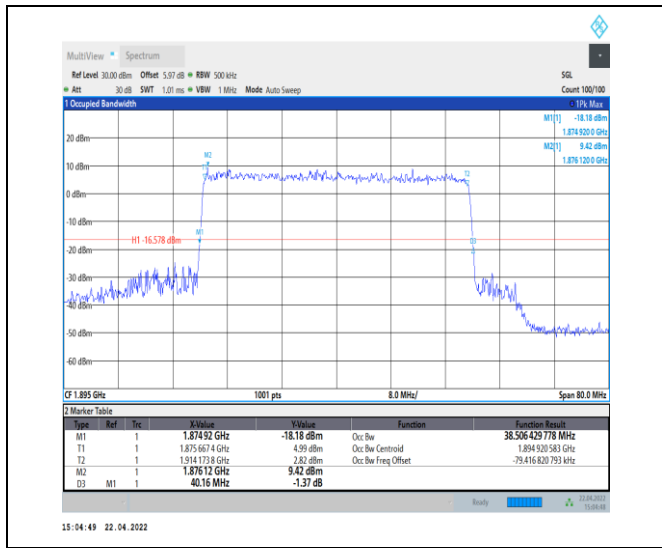 MultiView Spectrum
Ref Level 30.00 dBm Offset 5.97 dB RBW 500 kHz SGL
Att 30 dB SWT 1.01 ms VBW 1 MHz Mode Auto Sweep Count 100/100
1 Occupied Bandwidth 1Pk Max
M1[1] -18.18 dBm
1.874 920 0 GHz
M2[1] 9.42 dBm
1.876 120 0 GHz
20 dBm
M2
10 dBm
T1
T2
0 dBm
-10 dBm
M1
H1 -16.578 dBm
D3
-20 dBm
-30 dBm
-40 dBm
-50 dBm
-60 dBm
CF 1.895 GHz 1001 pts 8.0 MHz/ Span 80.0 MHz
2 Marker Table
Type Ref Trc X-Value Y-Value Function Function Result
M1 1 1.874 92 GHz -18.18 dBm Occ Bw 38.506 429 778 MHz
T1 1 1.875 667 4 GHz 4.99 dBm Occ Bw Centroid 1.894 920 583 GHz
T2 1 1.914 173 8 GHz 2.82 dBm Occ Bw Freq Offset -79.416 820 793 kHz
M2 1 1.876 12 GHz 9.42 dBm
D3 M1 1 40.16 MHz -1.37 dB
Ready 22.04.2022
15:04:48
15:04:49 22.04.2022